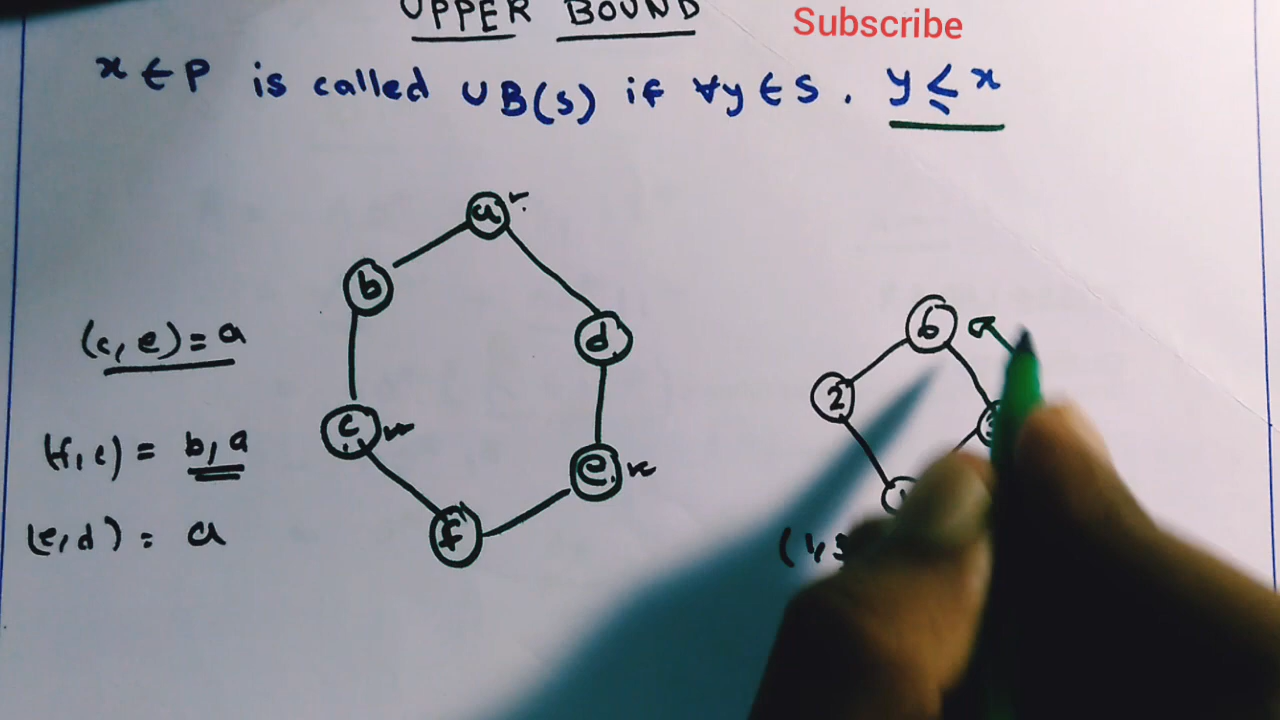 UPPER BOUND
Subscribe
x ∈ P is called UB(S) if ∀y ∈ S. y ≤ x
a
b
d
(c, e) = a
c
e
(f, c) = b, a
(e, d) = a
f
6
2